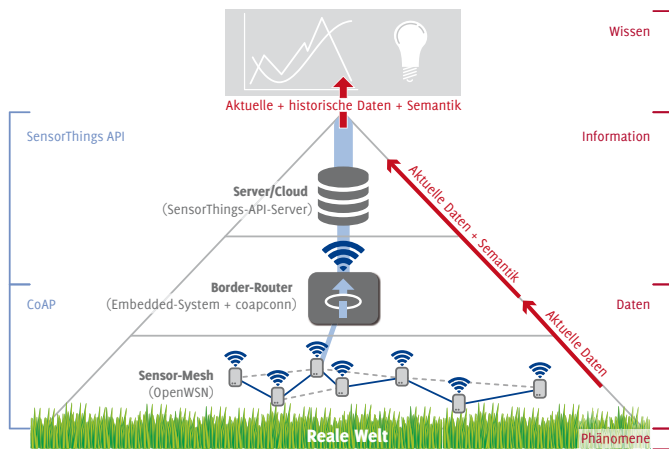 Wissen
Aktuelle + historische Daten + Semantik
SensorThings API
Information
Aktuelle Daten + Semantik
Server/Cloud
(SensorThings-API-Server)
Border-Router
(Embedded-System + coapconn)
CoAP
Daten
Aktuelle Daten
Sensor-Mesh
(OpenWSN)
Reale Welt
Phänomene